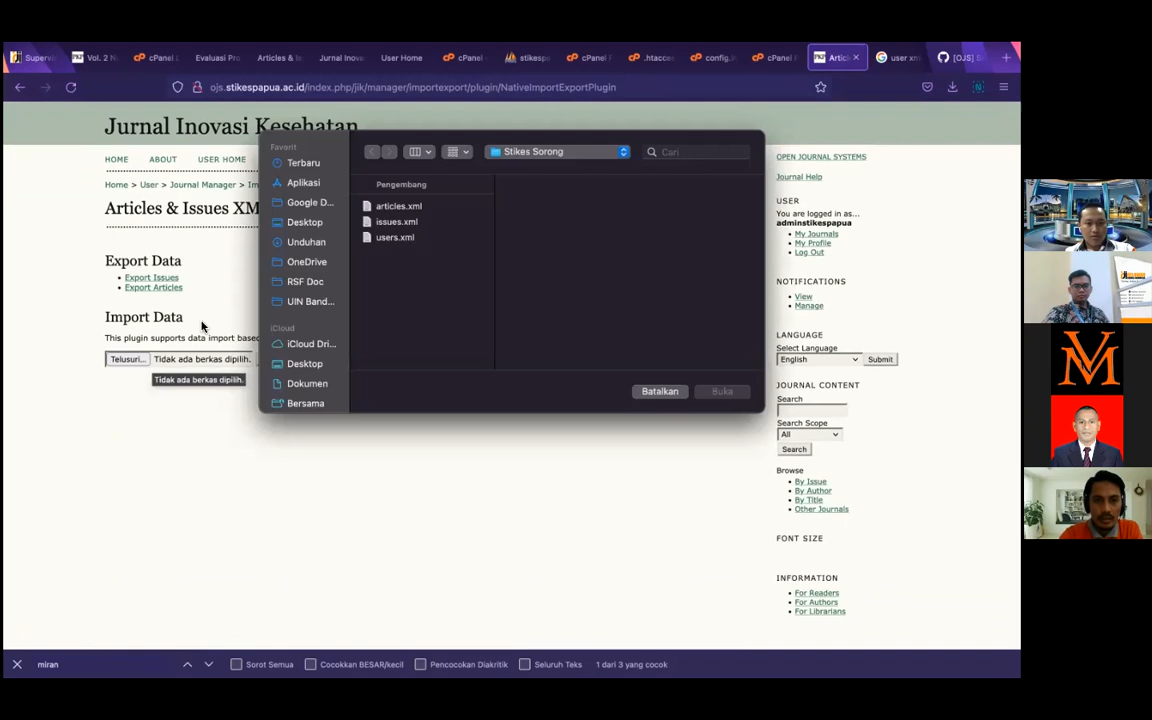 Supervi
Vol. 2 N
cPanel
Evaluasi Pro
Articles & Is
Jurnal Inova
User Home
cPanel
stikesp
cPanel F
.htacce
config.in
cPanel F
Artic
user xm
[OJS] S
ojs.stikespapua.ac.id/index.php/jik/manager/importexport/plugin/NativeImportExportPlugin
Jurnal Inovasi Kesehatan
HOME ABOUT USER HOME
Home > User > Journal Manager > Im
Articles & Issues XM
Export Data
Export Issues
Export Articles
Import Data
This plugin supports data import based
Telusuri... Tidak ada berkas dipilih.
Tidak ada berkas dipilih.
Favorit
Terbaru
Aplikasi
Google D...
Desktop
Unduhan
OneDrive
RSF Doc
UIN Band...
iCloud
iCloud Dri...
Desktop
Dokumen
Bersama
Stikes Sorong
Cari
Pengembang
articles.xml
issues.xml
users.xml
Batalkan
Buka
OPEN JOURNAL SYSTEMS
Journal Help
USER
You are logged in as...
adminstikespapua
My Journals
My Profile
Log Out
NOTIFICATIONS
View
Manage
LANGUAGE
Select Language
English
Submit
JOURNAL CONTENT
Search
Search Scope
All
Search
Browse
By Issue
By Author
By Title
Other Journals
FONT SIZE
INFORMATION
For Readers
For Authors
For Librarians
miran
Sorot Semua
Cocokkan BESAR/kecil
Pencocokan Diakritik
Seluruh Teks
1 dari 3 yang cocok